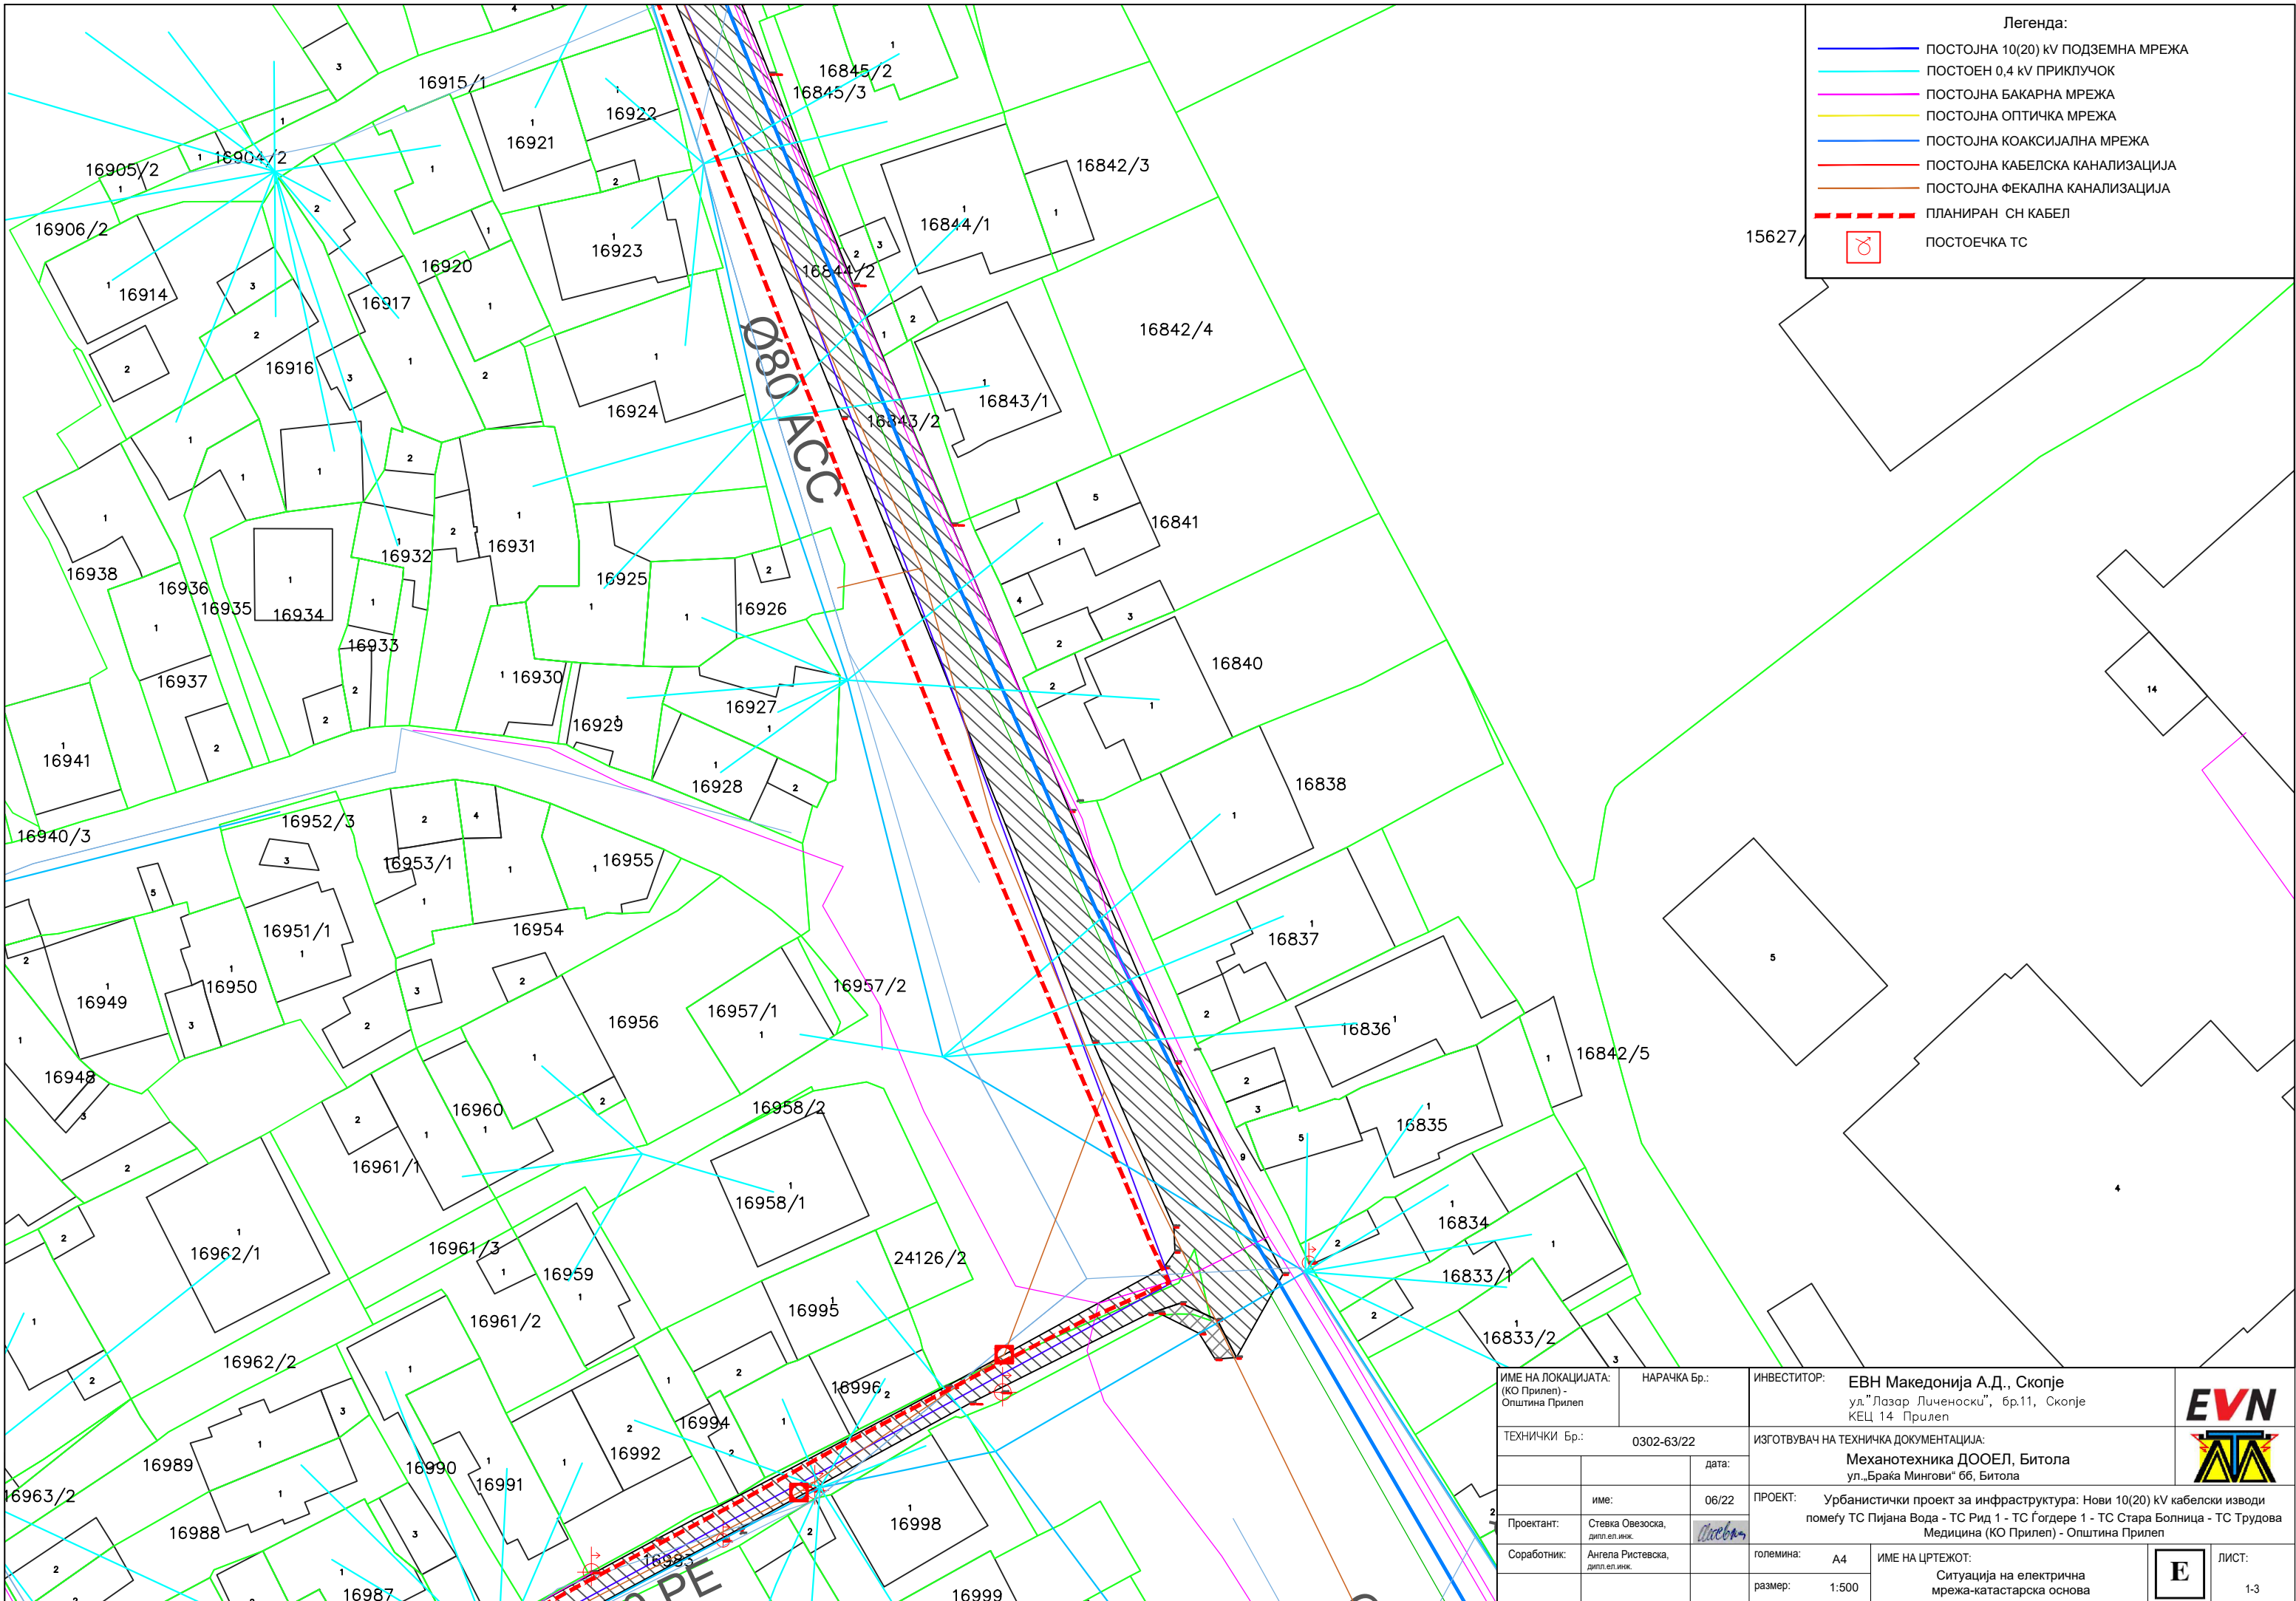 Легенда:
ПОСТОЈНА 10(20) kV ПОДЗЕМНА МРЕЖА
ПОСТОЕН 0,4 kV ПРИКЛУЧОК
ПОСТОЈНА БАКАРНА МРЕЖА
ПОСТОЈНА ОПТИЧКА МРЕЖА
ПОСТОЈНА КОАКСИЈАЛНА МРЕЖА
ПОСТОЈНА КАБЕЛСКА КАНАЛИЗАЦИЈА
ПОСТОЈНА ФЕКАЛНА КАНАЛИЗАЦИЈА
ПЛАНИРАН СН КАБЕЛ
ПОСТОЕЧКА ТС
15627/
16915/1
16845/2
16845/3
16922
16921
16904/2
16905/2
16842/3
16906/2
16844/1
16923
16920
16844/2
16914
16917
16842/4
16916
16843/1
16924
16843/2
Ø80 ACC
16841
16931
16932
16938
16936
16925
16935
16934
16926
16933
16840
16937
16930
16927
16929
16941
16928
16838
16952/3
16940/3
16953/1
16955
16951/1
16954
16837
16950
16957/2
16949
16957/1
16956
16836
16842/5
16948
16960
16958/2
16835
16961/1
16958/1
16834
16962/1
16961/3
24126/2
16959
16833/1
16995
16961/2
16833/2
16962/2
16996
16994
16992
16989
16990
16991
16963/2
16998
16988
16983
16987
16999
ИМЕ НА ЛОКАЦИЈАТА:
(КО Прилеп) -
Општина Прилеп
НАРАЧКА Бр.:
ИНВЕСТИТОР:
ЕВН Македонија А.Д., Скопје
ул."Лазар Личеноски", бр.11, Скопје
КЕЦ 14 Прилеп
EVN
ТЕХНИЧКИ Бр.:
0302-63/22
ИЗГОТВУВАЧ НА ТЕХНИЧКА ДОКУМЕНТАЦИЈА:
Механотехника ДООЕЛ, Битола
ул.„Браќа Мингови“ бб, Битола
дата:
име:
06/22
ПРОЕКТ:
Урбанистички проект за инфраструктура: Нови 10(20) kV кабелски изводи
помеѓу ТС Пијана Вода - ТС Рид 1 - ТС Ѓогдере 1 - ТС Стара Болница - ТС Трудова
Медицина (КО Прилеп) - Општина Прилеп
Проектант:
Стевка Овезоска,
дипл.ел.инж.
Соработник:
Ангела Ристевска,
дипл.ел.инж.
големина:
A4
размер:
1:500
ИМЕ НА ЦРТЕЖОТ:
Ситуација на електрична
мрежа-катастарска основа
E
ЛИСТ:
1-3